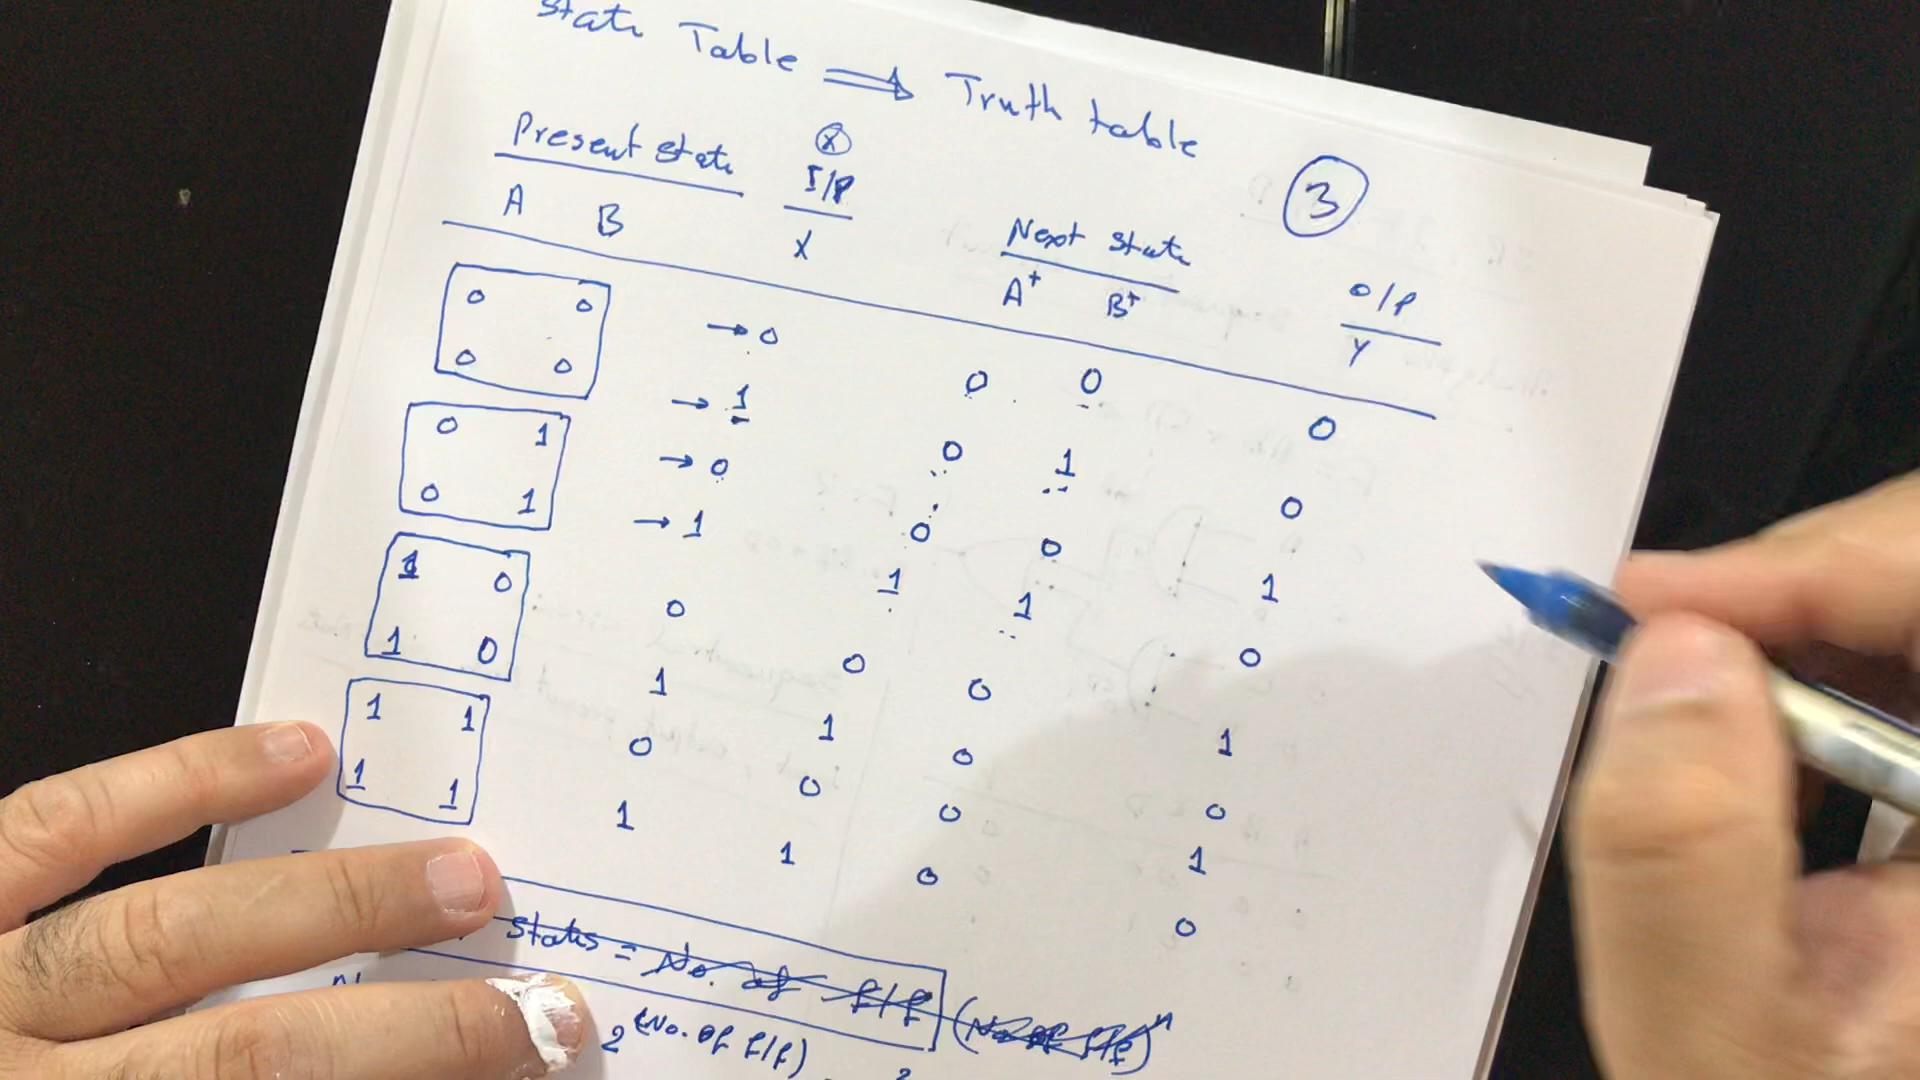 State Table ⟹ Truth table
3
Present state X I/P Next state O/P
A B X A⁺ B⁺ Y
0 0 → 0 0 0 0
0 0 → 1 0 1 0
0 1 → 0 0 0 1
0 1 → 1 1 1 0
1 0 0 0 0 1
1 0 1 1 0 0
1 1 0 0 0 1
1 1 1 1 0 0
States = No. of f/f (No of f/f)ⁿ
2^(No. of f/f)